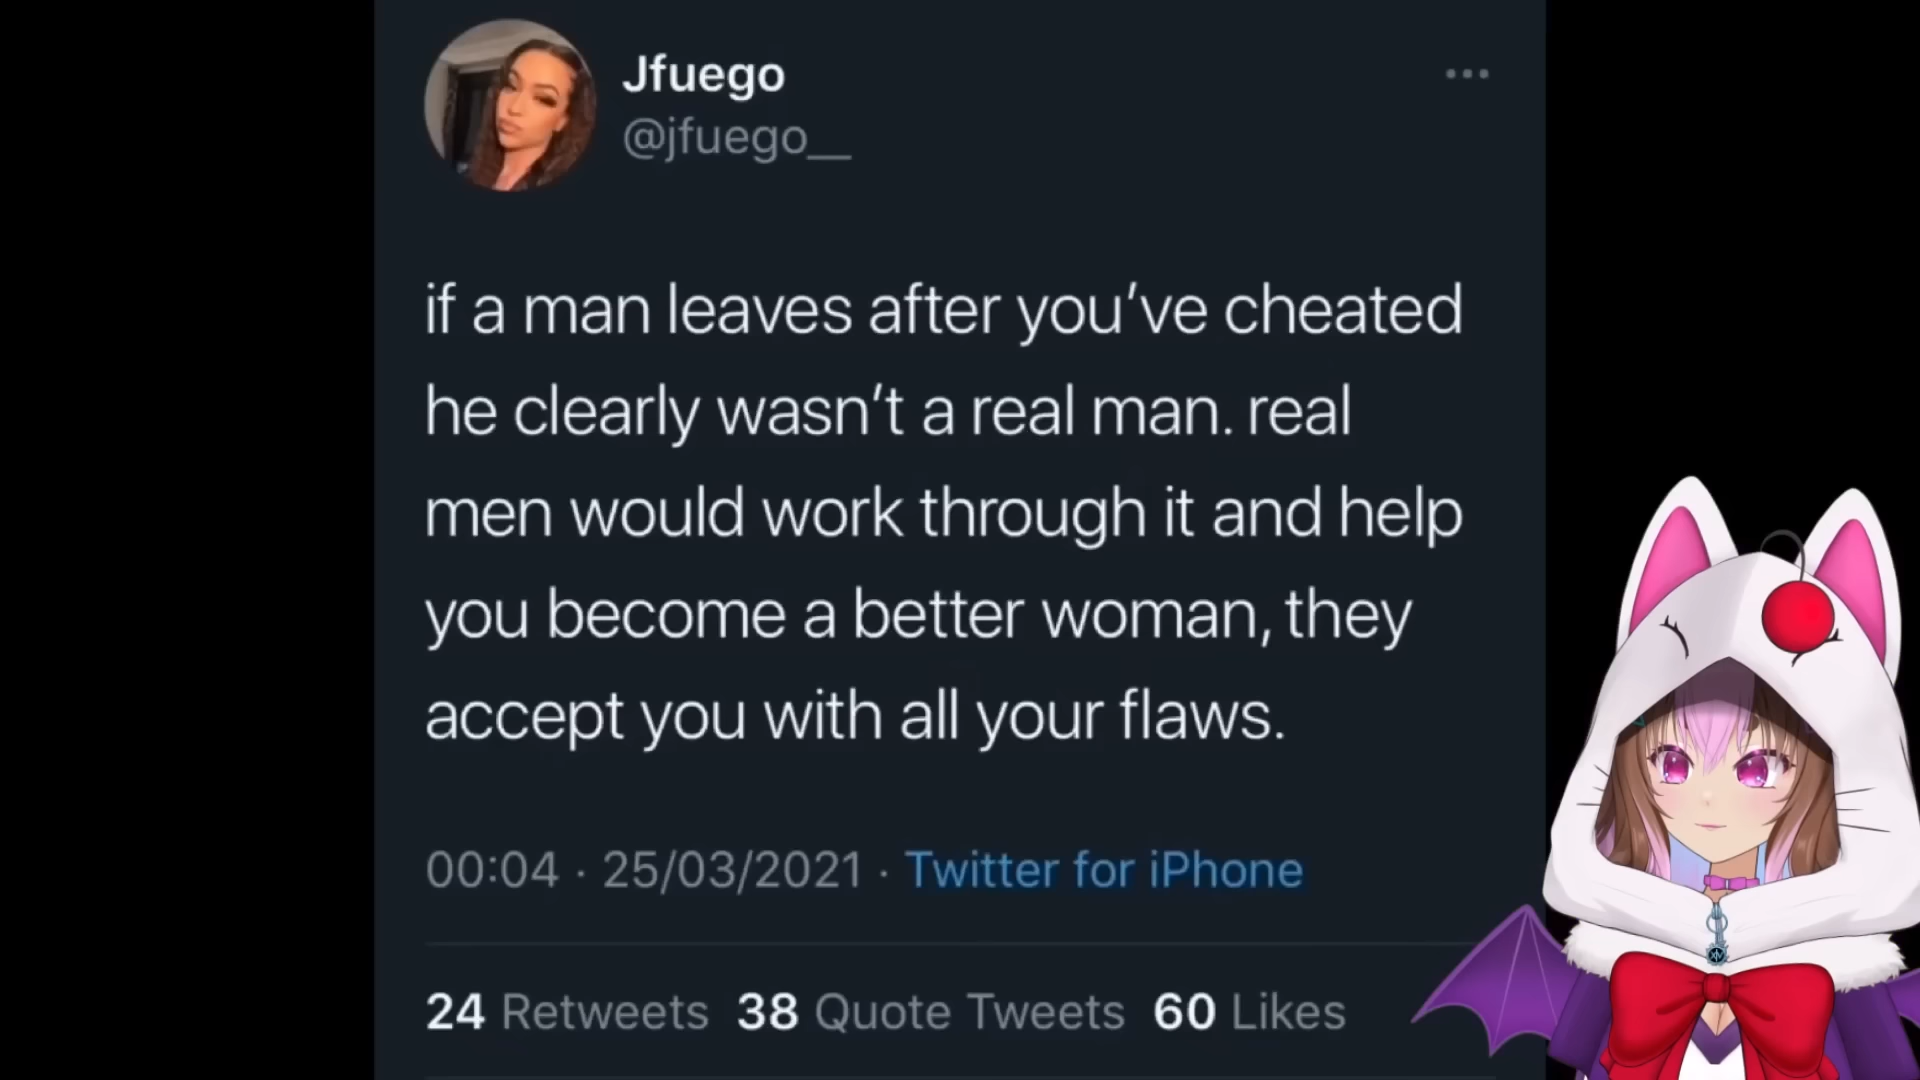 Jfuego
@jfuego__
if a man leaves after you've cheated
he clearly wasn't a real man. real
men would work through it and help
you become a better woman, they
accept you with all your flaws.
00:04 · 25/03/2021 · Twitter for iPhone
24 Retweets 38 Quote Tweets 60 Likes